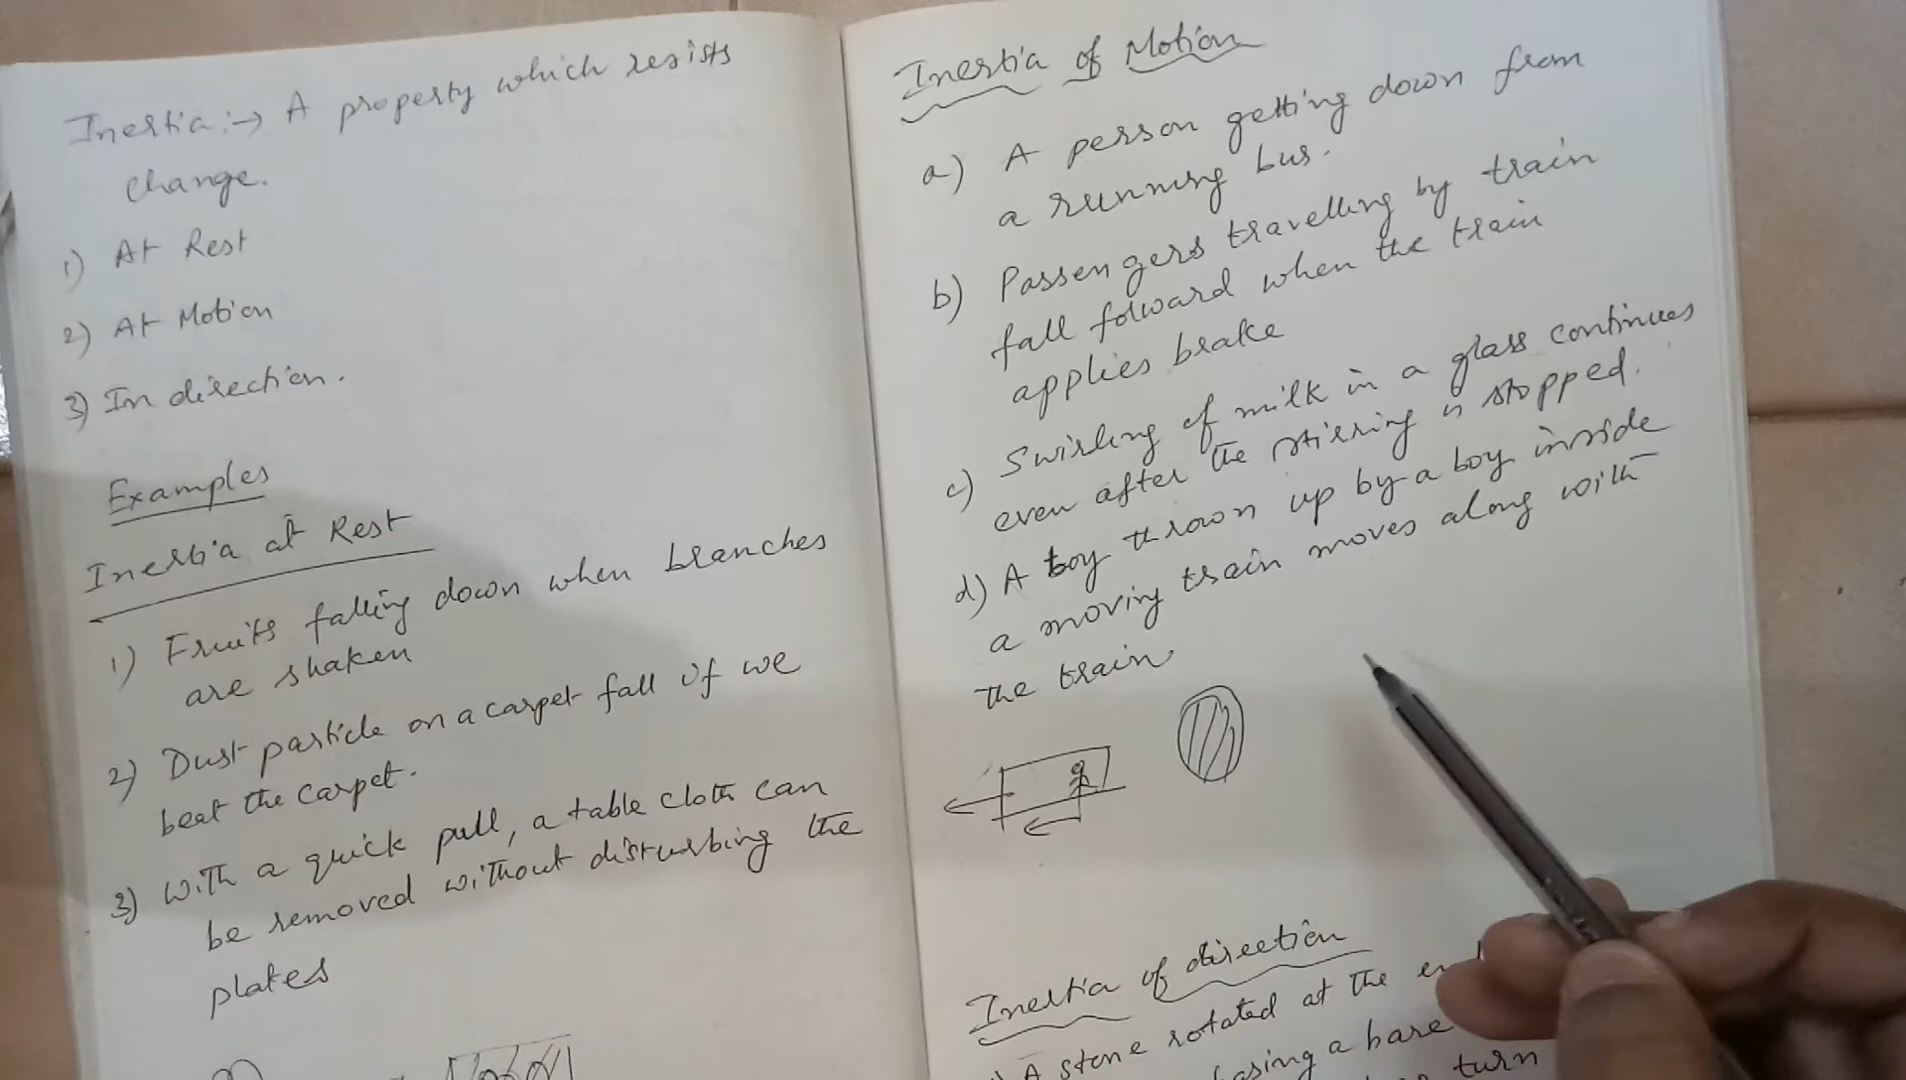 Inertia :→ A property which resists
change.
1) At Rest
2) At Motion
3) In direction.
Examples
Inertia at Rest
1) Fruits falling down when branches
are shaken
2) Dust particle on a carpet fall if we
beat the carpet.
3) With a quick pull, a table cloth can
be removed without disturbing the
plates
Inertia of Motion
a) A person getting down from
a running bus.
b) Passengers travelling by train
fall forward when the train
applies brake
c) Swirling of milk in a glass continues
even after the stirring is stopped.
d) A toy thrown up by a boy inside
a moving train moves along with
the train
Inertia of direction
A stone rotated at the
a bare
turn